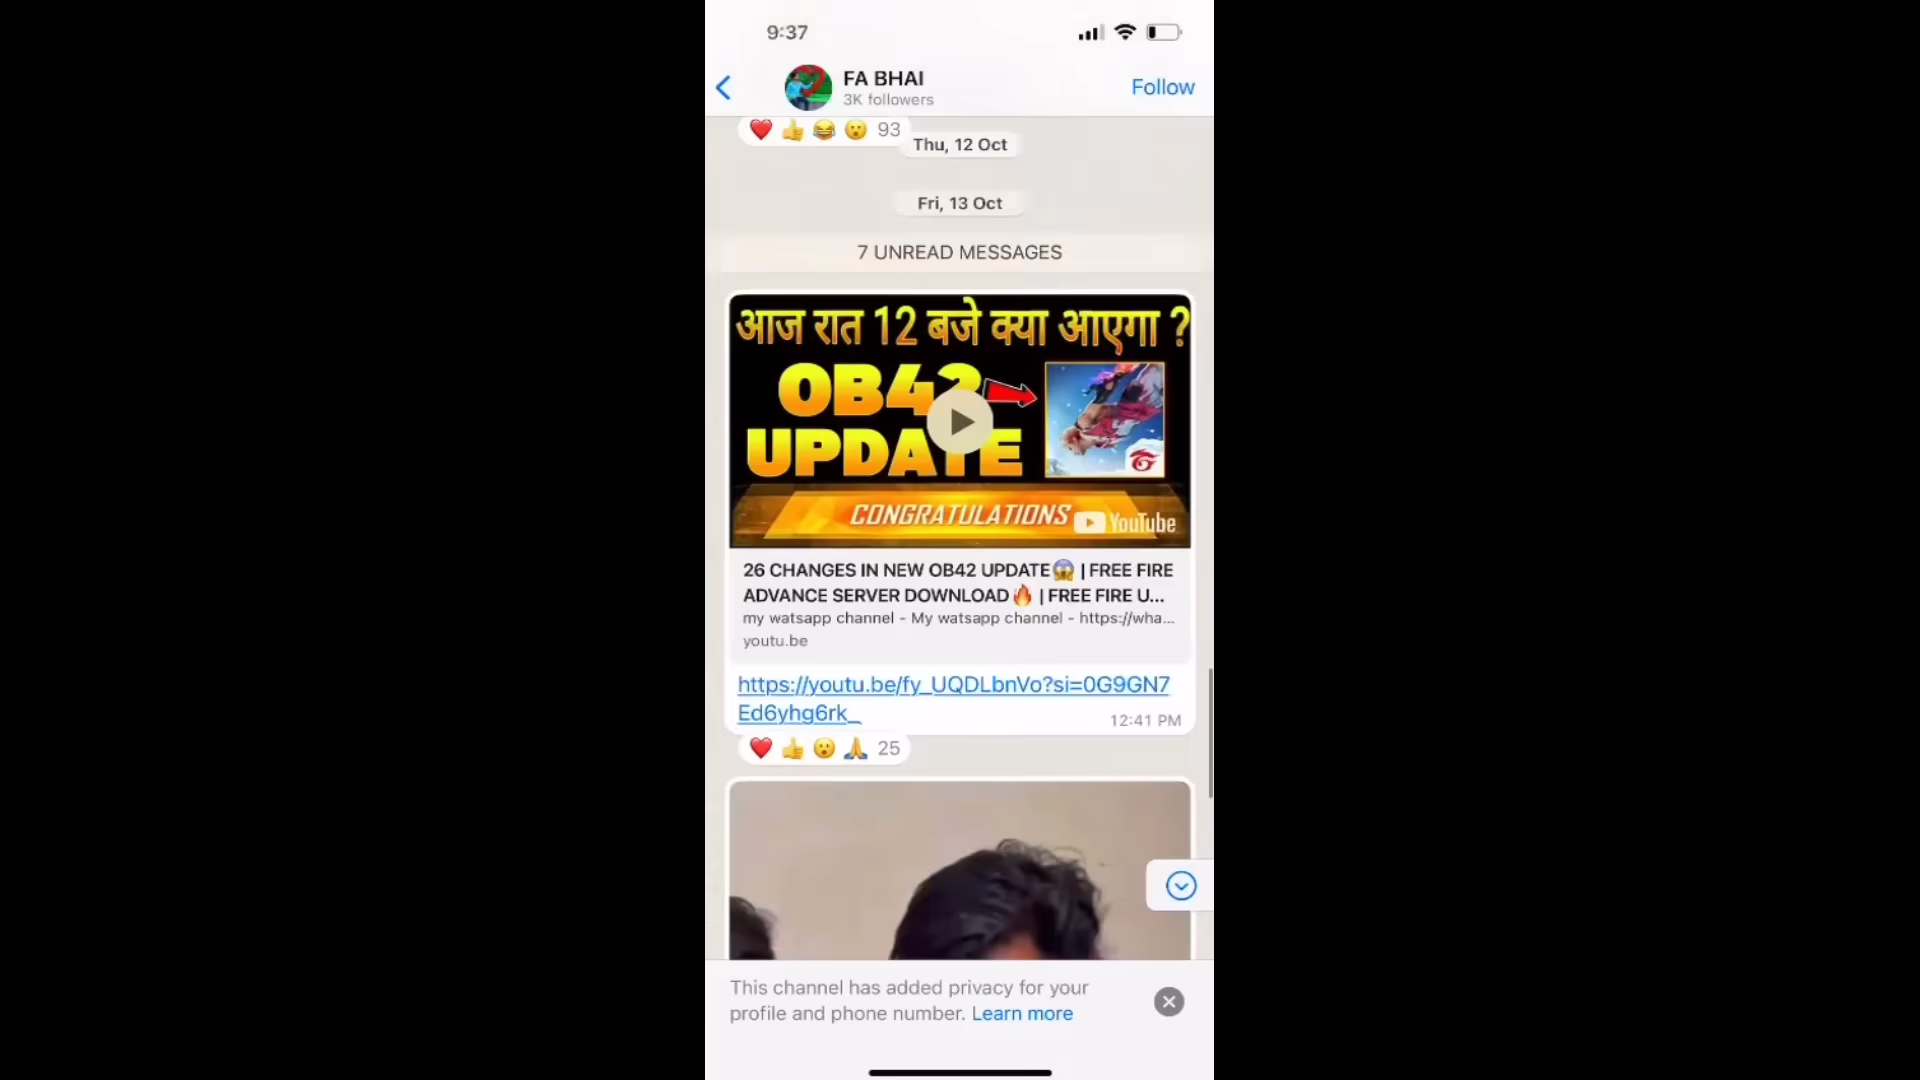 9:37
FA BHAI
3K followers
Follow
❤️ 👍 😂 😮 93
Thu, 12 Oct
Fri, 13 Oct
7 UNREAD MESSAGES
आज रात 12 बजे क्या आएगा ?
OB42
UPDATE
CONGRATULATIONS
YouTube
26 CHANGES IN NEW OB42 UPDATE😱 | FREE FIRE
ADVANCE SERVER DOWNLOAD🔥 | FREE FIRE U...
my watsapp channel - My watsapp channel - https://wha...
youtu.be
https://youtu.be/fy_UQDLbnVo?si=0G9GN7
Ed6yhg6rk_
12:41 PM
❤️ 👍 😮 🙏 25
This channel has added privacy for your
profile and phone number. Learn more